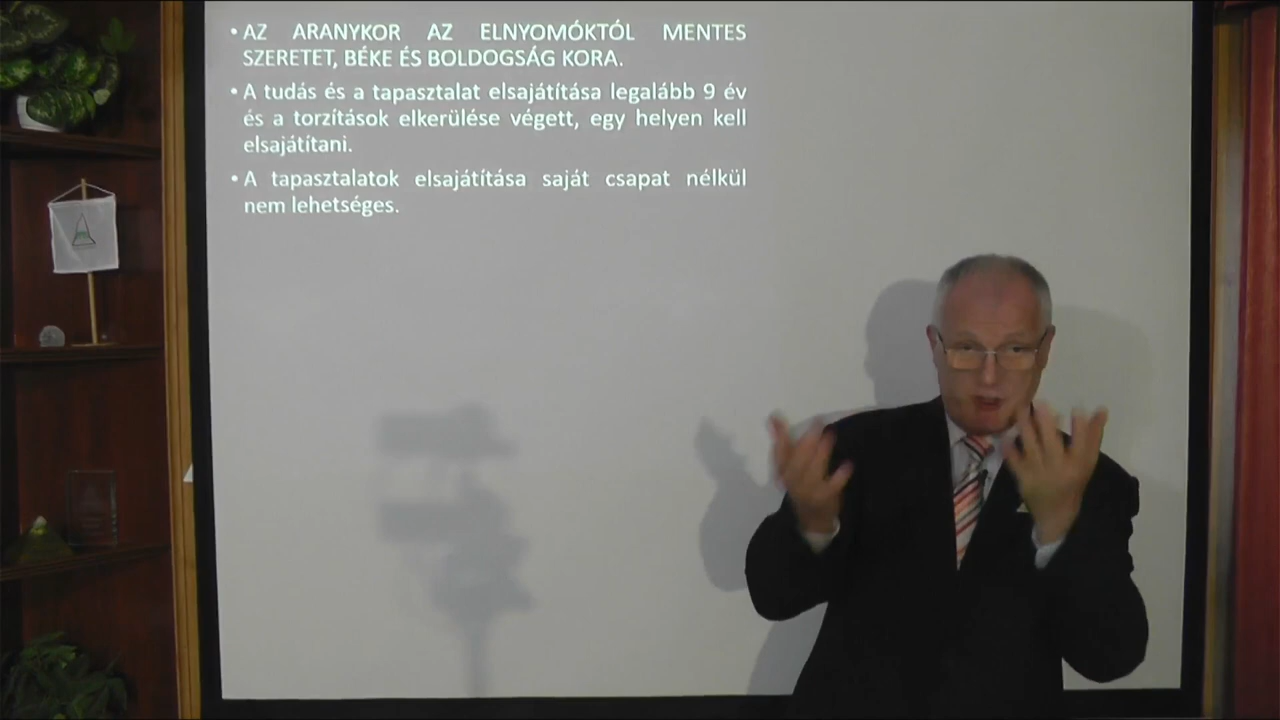 • AZ ARANYKOR AZ ELNYOMÓKTÓL MENTES
SZERETET, BÉKE ÉS BOLDOGSÁG KORA.
• A tudás és a tapasztalat elsajátítása legalább 9 év
és a torzítások elkerülése végett, egy helyen kell
elsajátítani.
• A tapasztalatok elsajátítása saját csapat nélkül
nem lehetséges.